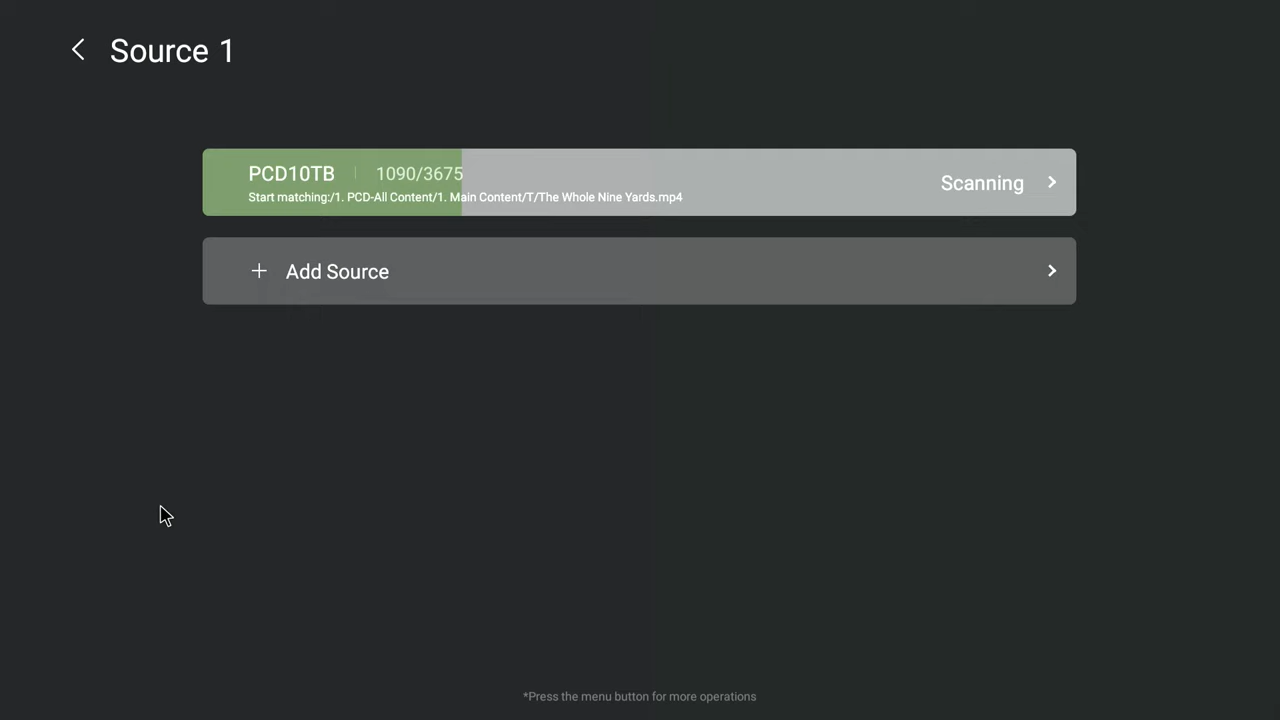 Source 1
PCD10TB 1090/3675
Start matching:/1. PCD-All Content/1. Main Content/T/The Whole Nine Yards.mp4
Scanning
+ Add Source
*Press the menu button for more operations